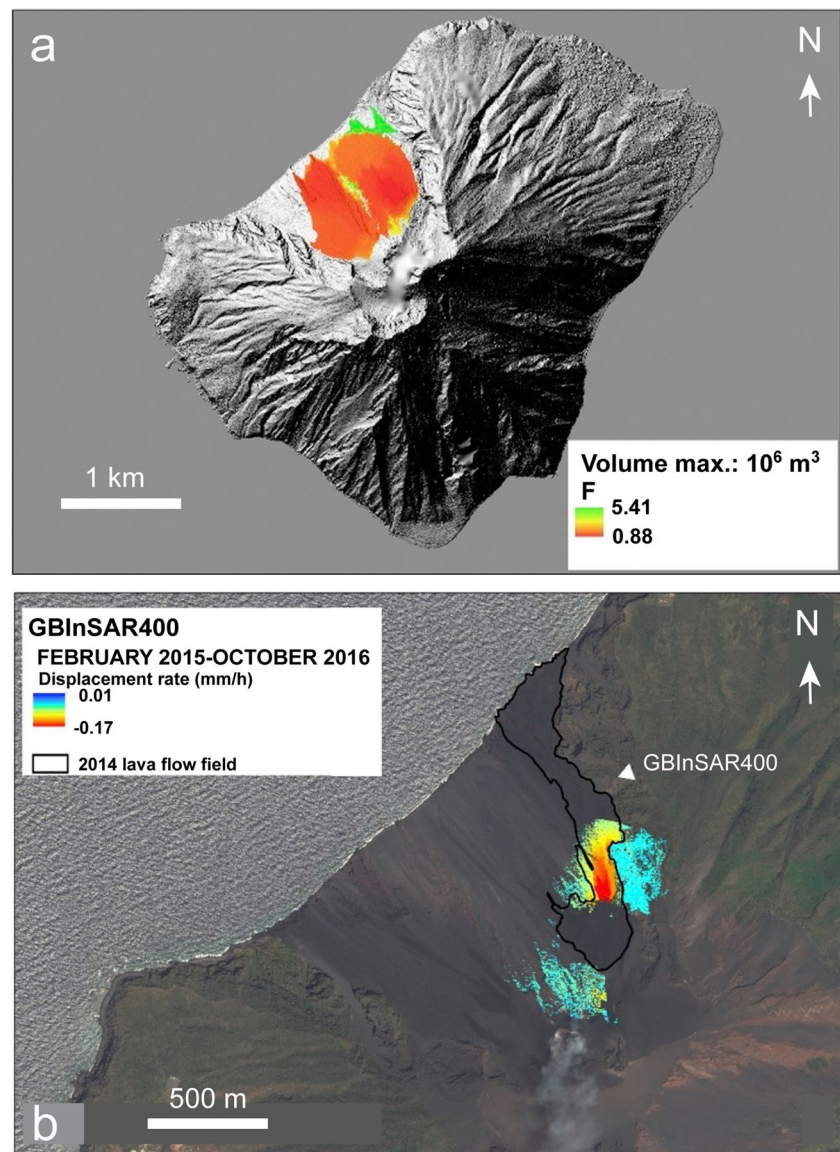 a
N
1 km
Volume max.: 10⁶ m³
F
5.41
0.88
GBInSAR400
FEBRUARY 2015-OCTOBER 2016
Displacement rate (mm/h)
0.01
-0.17
2014 lava flow field
N
GBInSAR400
500 m
b